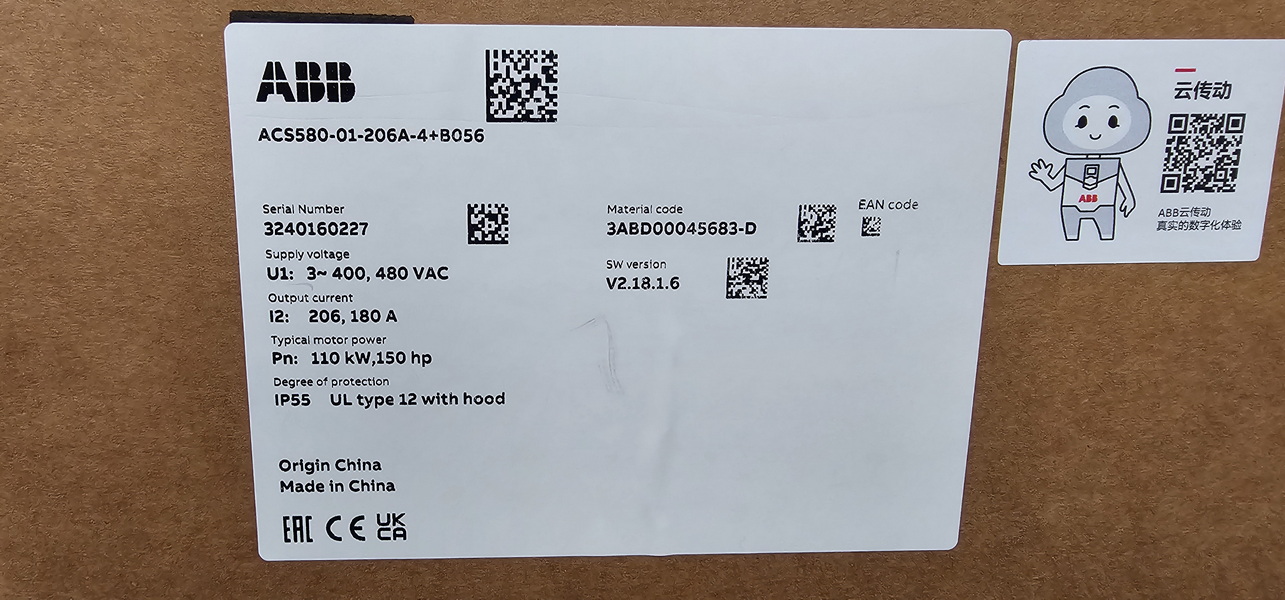 ABB
ACS580-01-206A-4+B056
Serial Number
3240160227
Supply voltage
U1: 3~ 400, 480 VAC
Output current
I2: 206, 180 A
Typical motor power
Pn: 110 kW,150 hp
Degree of protection
IP55 UL type 12 with hood
Origin China
Made in China
EAC CE UKCA
Material code
3ABD00045683-D
EAN code
SW version
V2.18.1.6
云传动
ABB
ABB云传动
真实的数字化体验